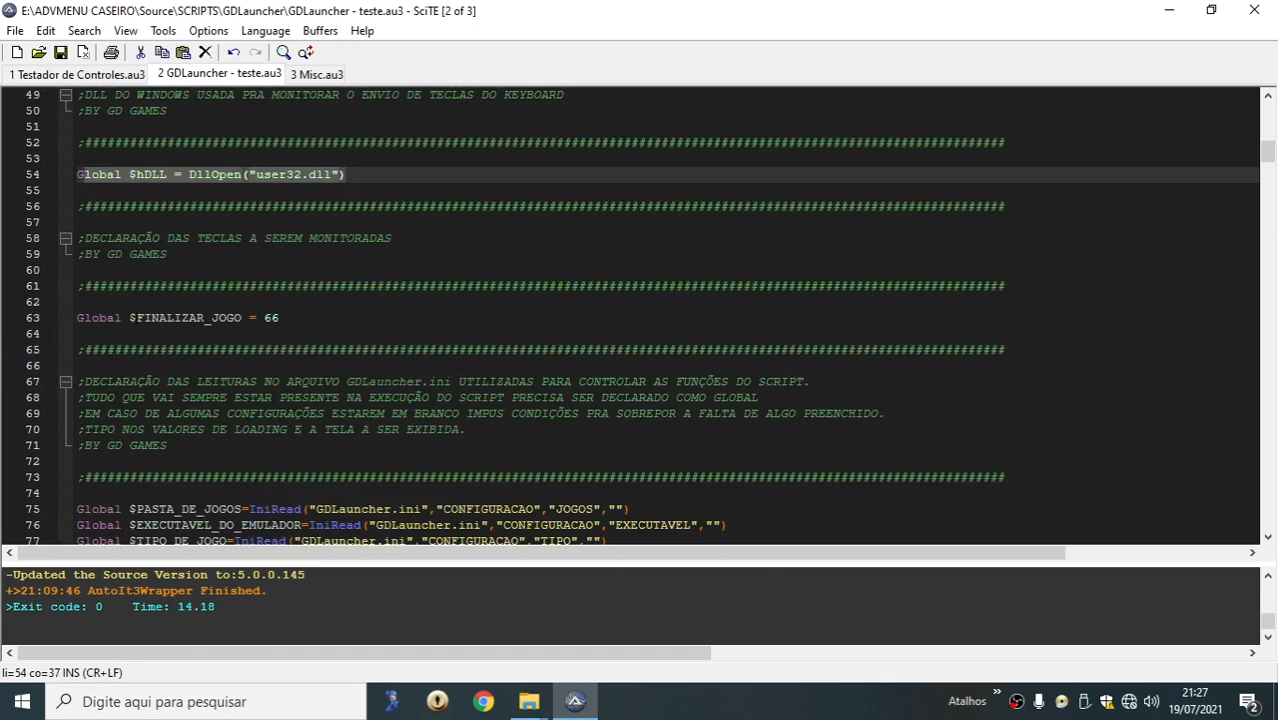 E:\ADVMENU CASEIRO\Source\SCRIPTS\GDLauncher\GDLauncher - teste.au3 - SciTE [2 of 3]
File Edit Search View Tools Options Language Buffers Help
1 Testador de Controles.au3 2 GDLauncher - teste.au3 3 Misc.au3
49 ;DLL DO WINDOWS USADA PRA MONITORAR O ENVIO DE TECLAS DO KEYBOARD
50 ;BY GD GAMES
51
52 ;###########################################################################################################################
53
54 Global $hDLL = DllOpen("user32.dll")
55
56 ;###########################################################################################################################
57
58 ;DECLARAÇÃO DAS TECLAS A SEREM MONITORADAS
59 ;BY GD GAMES
60
61 ;###########################################################################################################################
62
63 Global $FINALIZAR_JOGO = 66
64
65 ;###########################################################################################################################
66
67 ;DECLARAÇÃO DAS LEITURAS NO ARQUIVO GDLauncher.ini UTILIZADAS PARA CONTROLAR AS FUNÇÕES DO SCRIPT.
68 ;TUDO QUE VAI SEMPRE ESTAR PRESENTE NA EXECUÇÃO DO SCRIPT PRECISA SER DECLARADO COMO GLOBAL
69 ;EM CASO DE ALGUMAS CONFIGURAÇÕES ESTAREM EM BRANCO IMPUS CONDIÇÕES PRA SOBREPOR A FALTA DE ALGO PREENCHIDO.
70 ;TIPO NOS VALORES DE LOADING E A TELA A SER EXIBIDA.
71 ;BY GD GAMES
72
73 ;###########################################################################################################################
74
75 Global $PASTA_DE_JOGOS=IniRead("GDLauncher.ini","CONFIGURACAO","JOGOS","")
76 Global $EXECUTAVEL_DO_EMULADOR=IniRead("GDLauncher.ini","CONFIGURACAO","EXECUTAVEL","")
77 Global $TIPO_DE_JOGO=IniRead("GDLauncher.ini","CONFIGURACAO","TIPO","")
-Updated the Source Version to:5.0.0.145
+>21:09:46 AutoIt3Wrapper Finished.
>Exit code: 0 Time: 14.18
li=54 co=37 INS (CR+LF)
Digite aqui para pesquisar
Atalhos
21:27
19/07/2021
2